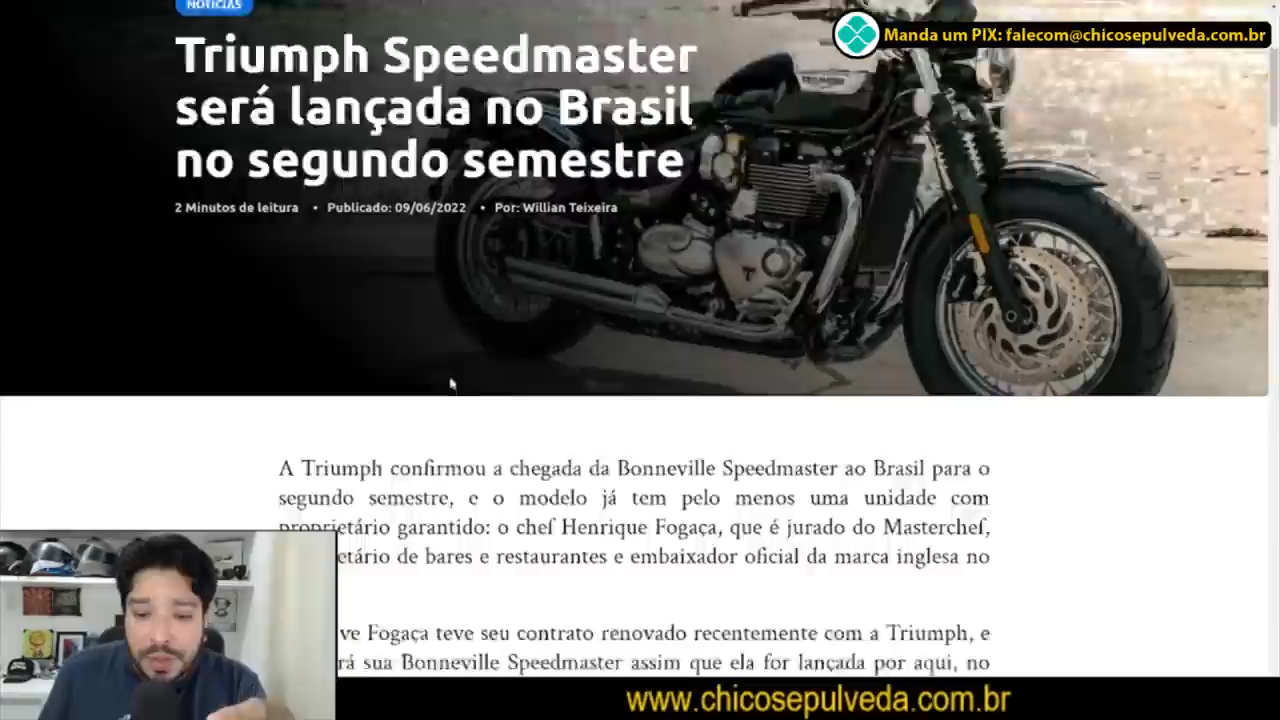 NOTÍCIAS
Manda um PIX: falecom@chicosepulveda.com.br
Triumph Speedmaster
será lançada no Brasil
no segundo semestre
2 Minutos de leitura • Publicado: 09/06/2022 • Por: Willian Teixeira
TRIUMPH
T
A Triumph confirmou a chegada da Bonneville Speedmaster ao Brasil para o
segundo semestre, e o modelo já tem pelo menos uma unidade com
proprietário garantido: o chef Henrique Fogaça, que é jurado do Masterchef,
etário de bares e restaurantes e embaixador oficial da marca inglesa no
ve Fogaça teve seu contrato renovado recentemente com a Triumph, e
rá sua Bonneville Speedmaster assim que ela for lançada por aqui, no
www.chicosepulveda.com.br